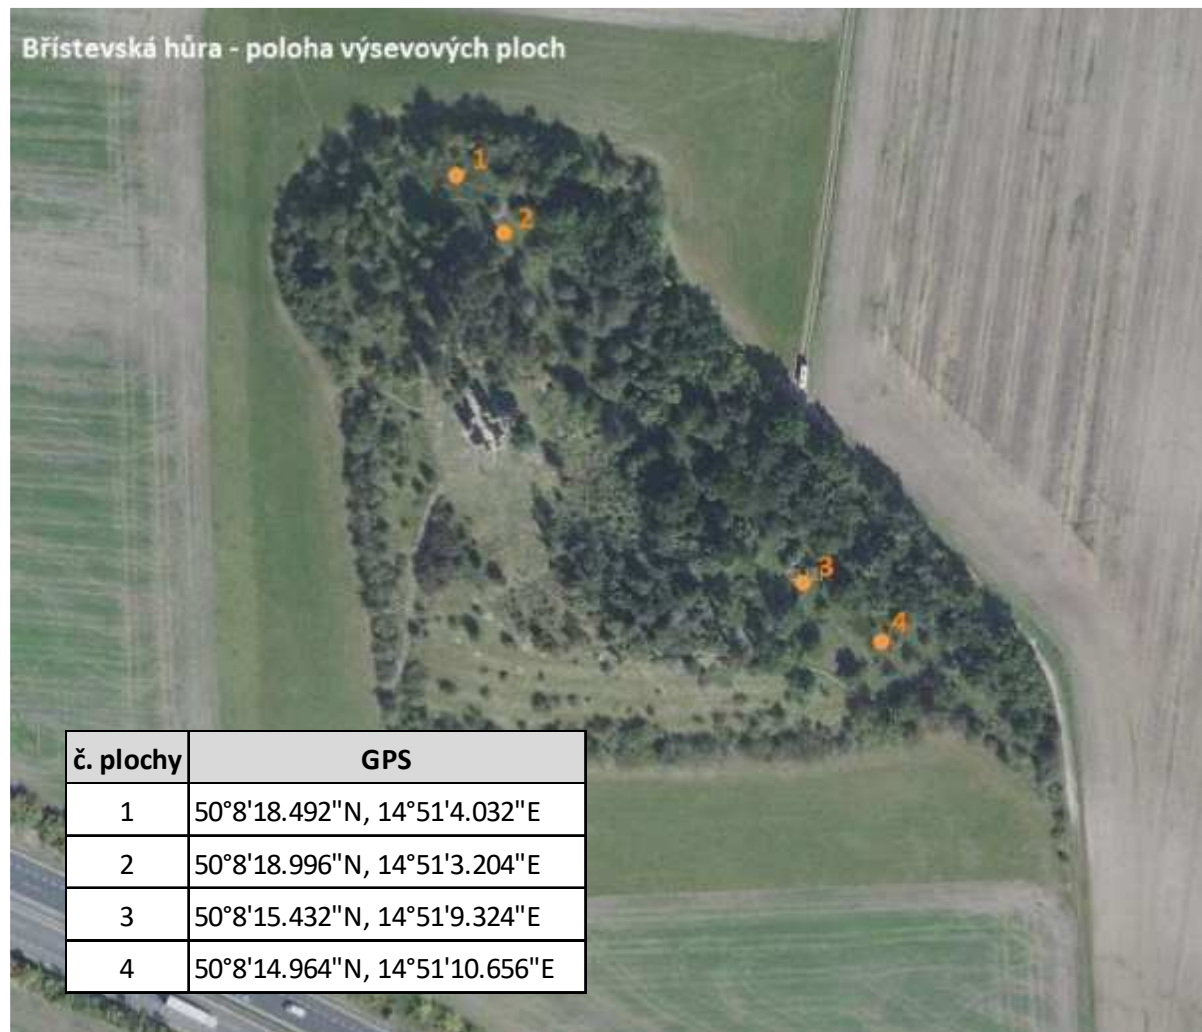 Břístevská hůra - poloha výsevových ploch
1
2
3
4
č. plochy GPS
1 50°8'18.492"N, 14°51'4.032"E
2 50°8'18.996"N, 14°51'3.204"E
3 50°8'15.432"N, 14°51'9.324"E
4 50°8'14.964"N, 14°51'10.656"E